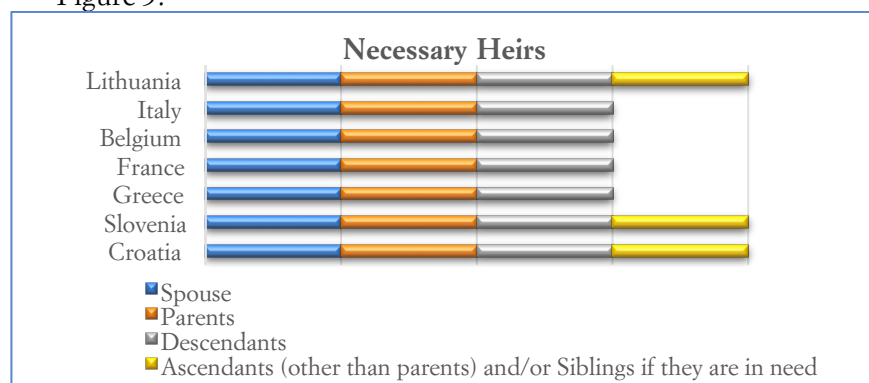 Figure 9.
Necessary Heirs
Lithuania
Italy
Belgium
France
Greece
Slovenia
Croatia
Spouse
Parents
Descendants
Ascendants (other than parents) and/or Siblings if they are in need